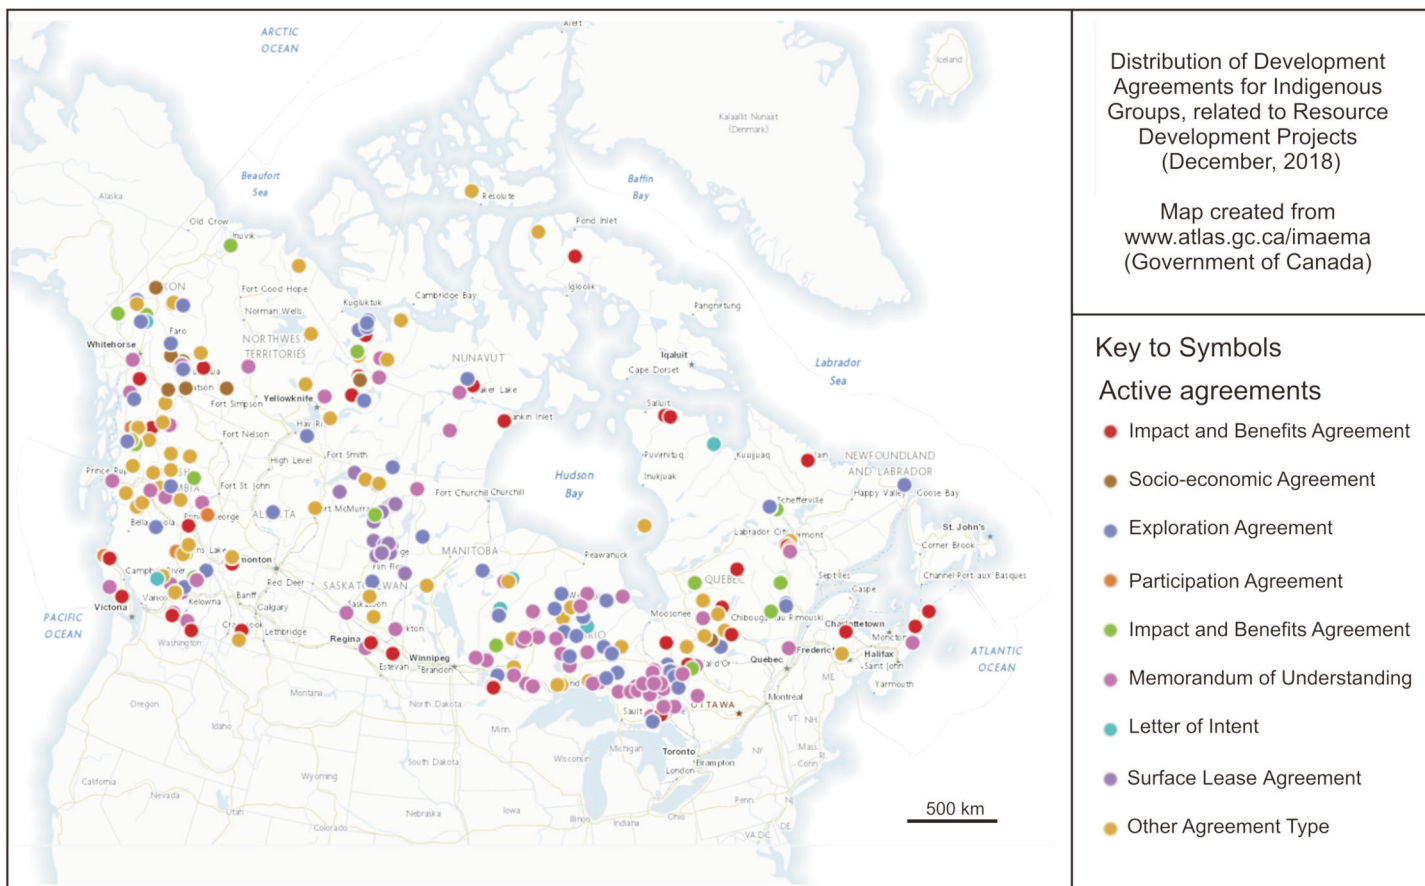 ARCTIC
OCEAN
Alert
Iceland
Kalaallit Nunaat
(Denmark)
Beaufort
Sea
Baffin
Bay
Alaska
Resolute
Old Crow
Inuvik
Pond Inlet
Fort Good Hope
Cambridge Bay
Igloolik
Kugluktuk
Norman Wells
Pangnirtung
Faro
Whitehorse
NORTHWEST
TERRITORIES
NUNAVUT
Iqaluit
Cape Dorset
Labrador
Sea
Fort Simpson
Yellowknife
Salluit
Fort Nelson
Fort Smith
Puvirnituq
Kuujjuaq
NEWFOUNDLAND
AND LABRADOR
High Level
Hudson
Bay
Inukjuak
Fort St. John
Fort Churchill
Churchill
Schefferville
Happy Valley
Goose Bay
Labrador City
St. John's
Corner Brook
MANITOBA
Peawanuck
Red Deer
QUEBEC
Sept-Iles
Channel-Port aux Basques
Banff
Calgary
Kelowna
Gaspe
Victoria
Moosonee
Rimouski
Charlottetown
PACIFIC
OCEAN
Lethbridge
Regina
Moncton
Washington
Estevan
Winnipeg
Brandon
Val-d'Or
Quebec
Halifax
Saint John
ATLANTIC
OCEAN
Yarmouth
ME
Montana
North Dakota
Montreal
Oregon
OTTAWA
Sault
Minn.
VT
NH
Idaho
Wisconsin
Michigan
Toronto
Brampton
London
NY
Mass.
RI
Conn.
Wyoming
South Dakota
California
Nevada
Utah
Nebraska
Iowa
Illinois
Indiana
Ohio
Penn.
NJ
Colorado
VA
DC
DE
500 km
Distribution of Development
Agreements for Indigenous
Groups, related to Resource
Development Projects
(December, 2018)
Map created from
www.atlas.gc.ca/imaema
(Government of Canada)
Key to Symbols
Active agreements
Impact and Benefits Agreement
Socio-economic Agreement
Exploration Agreement
Participation Agreement
Impact and Benefits Agreement
Memorandum of Understanding
Letter of Intent
Surface Lease Agreement
Other Agreement Type